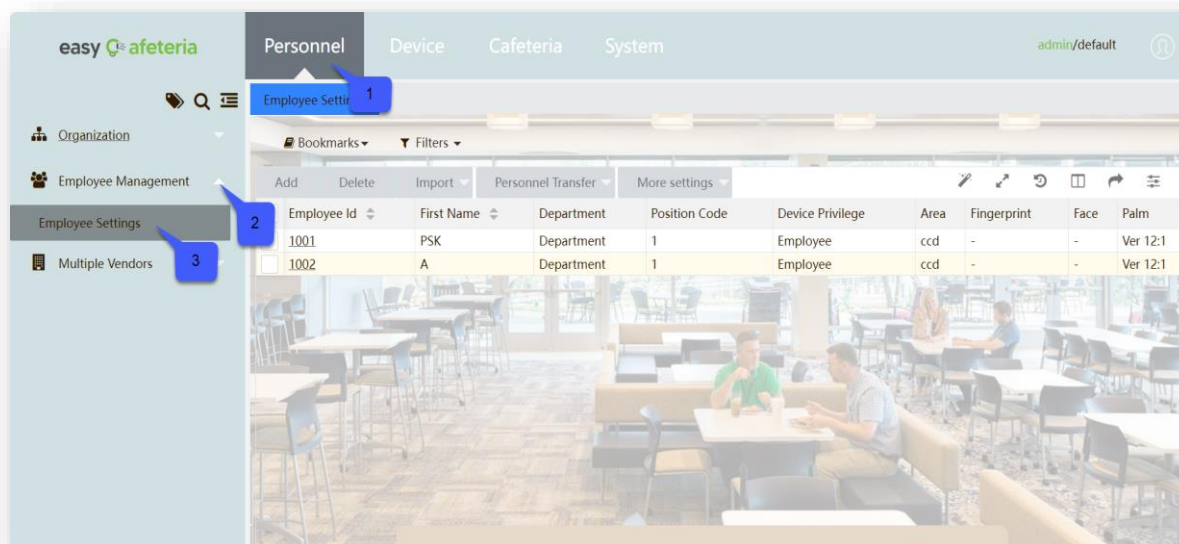 easy Cafeteria
Personnel Device Cafeteria System admin/default
1
Employee Setti
Organization
Bookmarks Filters
Employee Management
Add Delete Import Personnel Transfer More settings
2
Employee Settings
Employee Id First Name Department Position Code Device Privilege Area Fingerprint Face Palm
1001 PSK Department 1 Employee ccd - - Ver 12:1
3
Multiple Vendors
1002 A Department 1 Employee ccd - - Ver 12:1